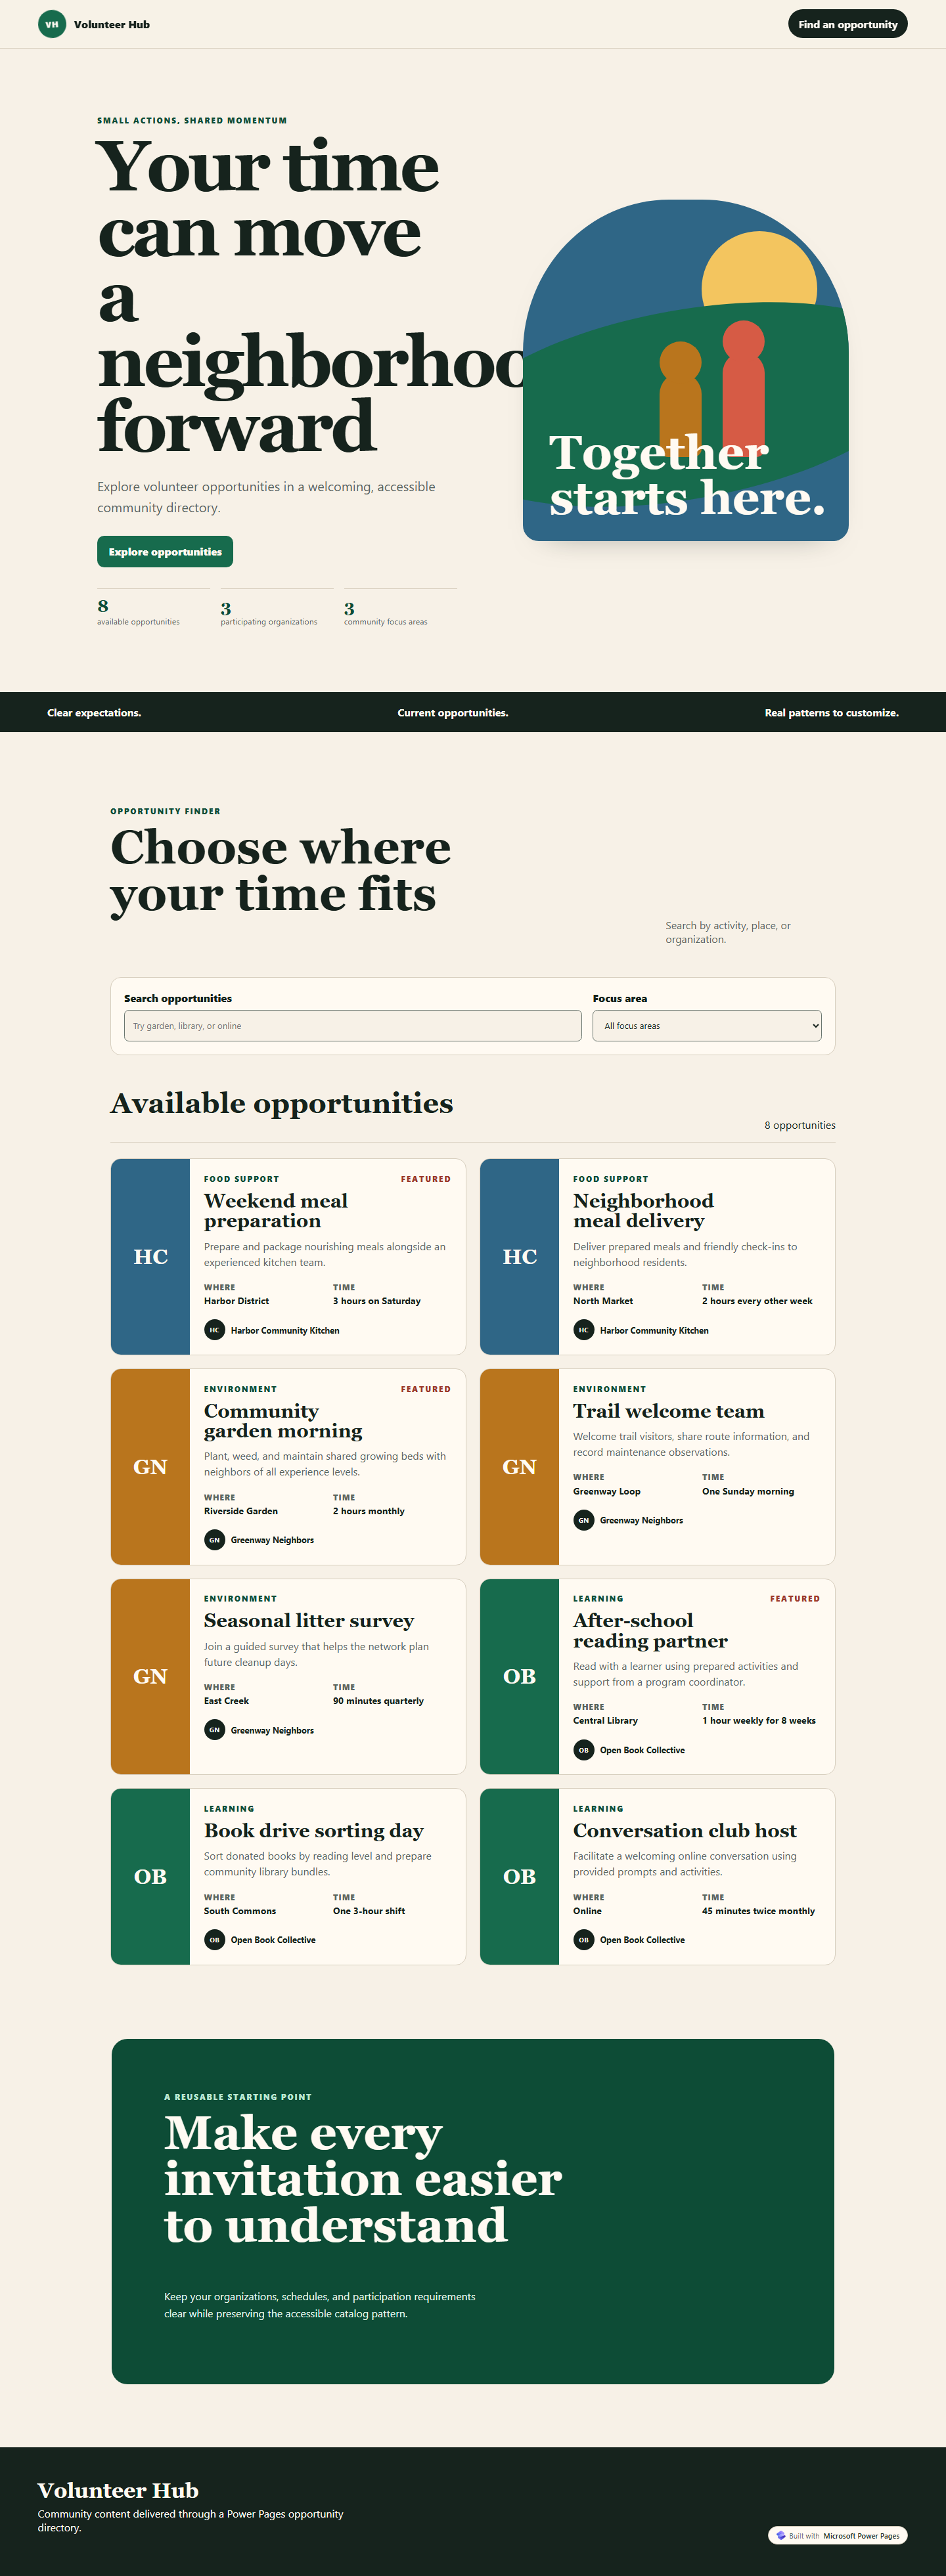 VH
Volunteer Hub
Find an opportunity
SMALL ACTIONS, SHARED MOMENTUM
Your time
can move
a
neighborhoo
forward
Explore volunteer opportunities in a welcoming, accessible
community directory.
Explore opportunities
8
available opportunities
3
participating organizations
3
community focus areas
Together
starts here.
Clear expectations.
Current opportunities.
Real patterns to customize.
OPPORTUNITY FINDER
Choose where
your time fits
Search by activity, place, or
organization.
Search opportunities
Try garden, library, or online
Focus area
All focus areas
Available opportunities
8 opportunities
HC
FOOD SUPPORT
FEATURED
Weekend meal
preparation
Prepare and package nourishing meals alongside an
experienced kitchen team.
WHERE
Harbor District
TIME
3 hours on Saturday
HC
Harbor Community Kitchen
HC
FOOD SUPPORT
Neighborhood
meal delivery
Deliver prepared meals and friendly check-ins to
neighborhood residents.
WHERE
North Market
TIME
2 hours every other week
HC
Harbor Community Kitchen
GN
ENVIRONMENT
FEATURED
Community
garden morning
Plant, weed, and maintain shared growing beds with
neighbors of all experience levels.
WHERE
Riverside Garden
TIME
2 hours monthly
GN
Greenway Neighbors
GN
ENVIRONMENT
Trail welcome team
Welcome trail visitors, share route information, and
record maintenance observations.
WHERE
Greenway Loop
TIME
One Sunday morning
GN
Greenway Neighbors
GN
ENVIRONMENT
Seasonal litter survey
Join a guided survey that helps the network plan
future cleanup days.
WHERE
East Creek
TIME
90 minutes quarterly
GN
Greenway Neighbors
OB
LEARNING
FEATURED
After-school
reading partner
Read with a learner using prepared activities and
support from a program coordinator.
WHERE
Central Library
TIME
1 hour weekly for 8 weeks
OB
Open Book Collective
OB
LEARNING
Book drive sorting day
Sort donated books by reading level and prepare
community library bundles.
WHERE
South Commons
TIME
One 3-hour shift
OB
Open Book Collective
OB
LEARNING
Conversation club host
Facilitate a welcoming online conversation using
provided prompts and activities.
WHERE
Online
TIME
45 minutes twice monthly
OB
Open Book Collective
A REUSABLE STARTING POINT
Make every
invitation easier
to understand
Keep your organizations, schedules, and participation requirements
clear while preserving the accessible catalog pattern.
Volunteer Hub
Community content delivered through a Power Pages opportunity
directory.
Built with Microsoft Power Pages